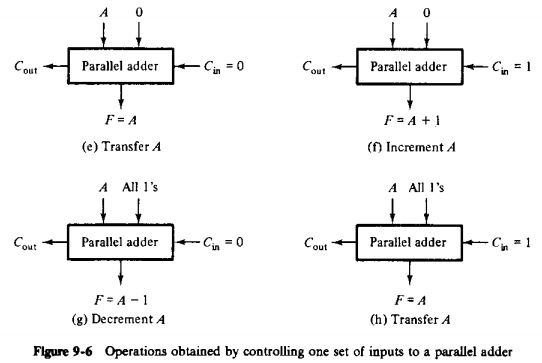 A 0
C_out Parallel adder C_in = 0
F = A
(e) Transfer A
A 0
C_out Parallel adder C_in = 1
F = A + 1
(f) Increment A
A All 1's
C_out Parallel adder C_in = 0
F = A − 1
(g) Decrement A
A All 1's
C_out Parallel adder C_in = 1
F = A
(h) Transfer A
Figure 9-6 Operations obtained by controlling one set of inputs to a parallel adder